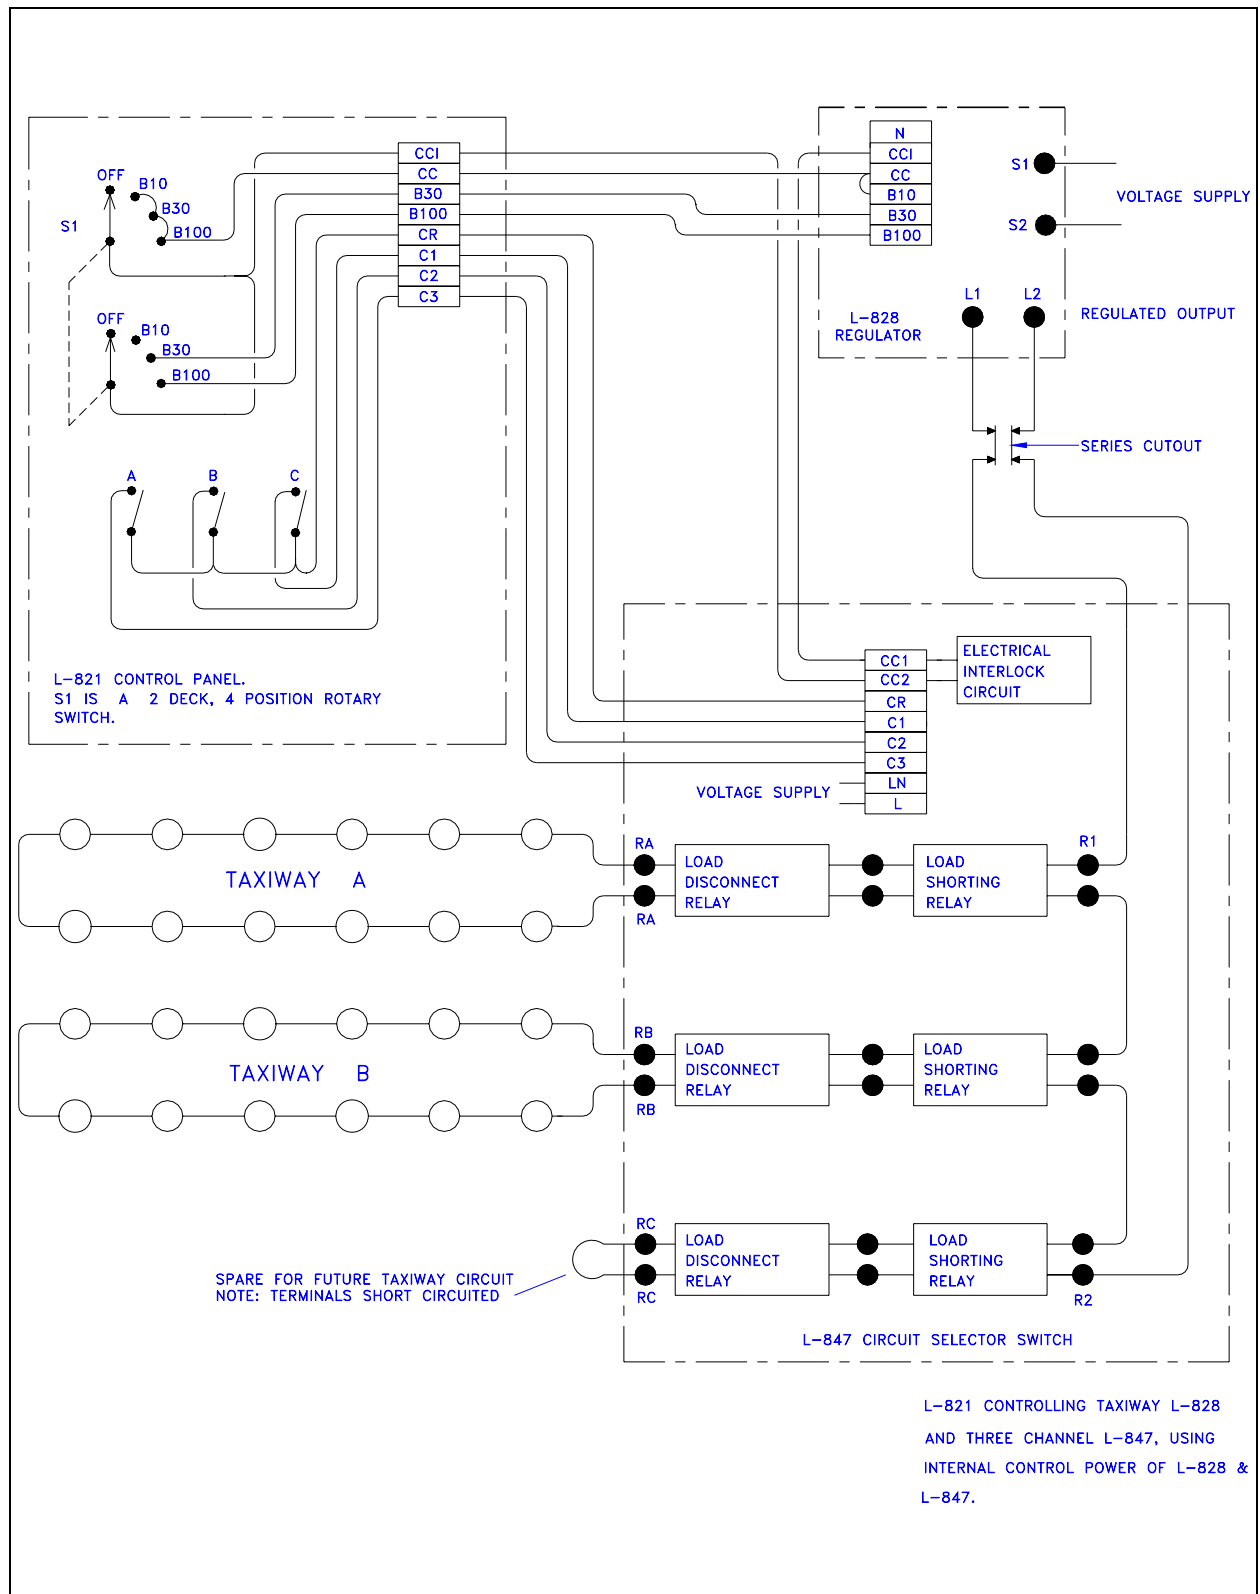 OFF
B10
B30
B100
S1
OFF
B10
B30
B100
A
B
C
L-821 CONTROL PANEL.
S1 IS A 2 DECK, 4 POSITION ROTARY
SWITCH.
CCI
CC
B30
B100
CR
C1
C2
C3
N
CCI
CC
B10
B30
B100
S1
S2
VOLTAGE SUPPLY
L1
L2
REGULATED OUTPUT
L-828
REGULATOR
SERIES CUTOUT
CC1
CC2
CR
C1
C2
C3
LN
L
ELECTRICAL
INTERLOCK
CIRCUIT
VOLTAGE SUPPLY
TAXIWAY A
RA
RA
LOAD
DISCONNECT
RELAY
LOAD
SHORTING
RELAY
R1
TAXIWAY B
RB
RB
LOAD
DISCONNECT
RELAY
LOAD
SHORTING
RELAY
SPARE FOR FUTURE TAXIWAY CIRCUIT
NOTE: TERMINALS SHORT CIRCUITED
RC
RC
LOAD
DISCONNECT
RELAY
LOAD
SHORTING
RELAY
R2
L-847 CIRCUIT SELECTOR SWITCH
L-821 CONTROLLING TAXIWAY L-828
AND THREE CHANNEL L-847, USING
INTERNAL CONTROL POWER OF L-828 &
L-847.